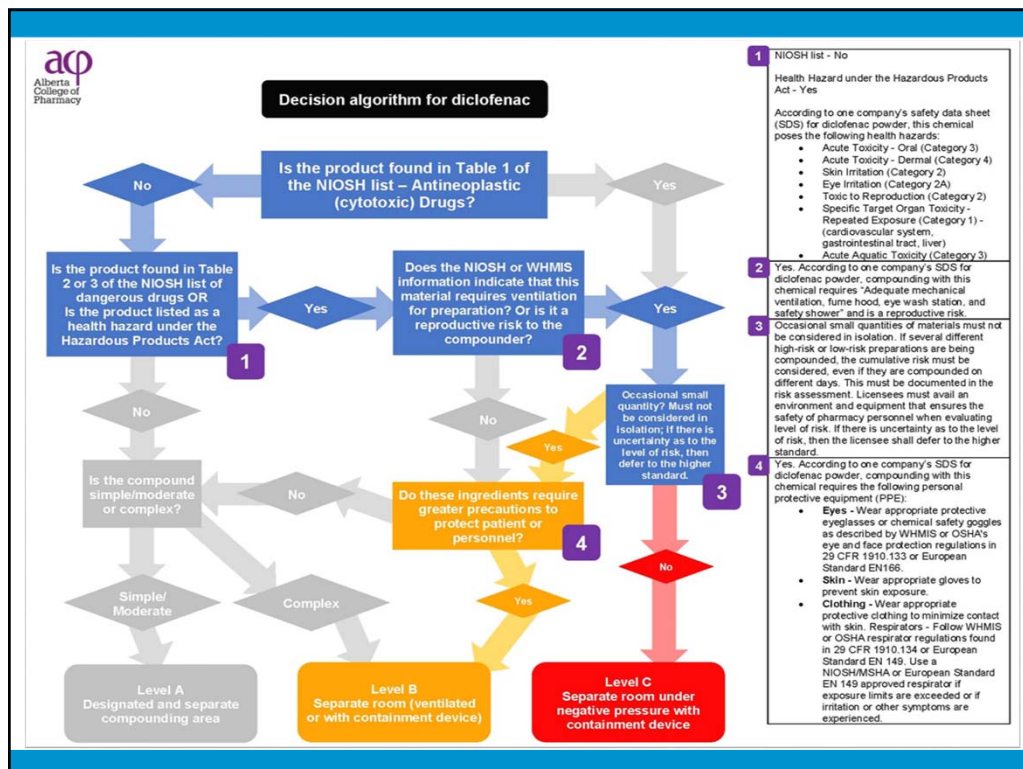 acp
Alberta
College of
Pharmacy
Decision algorithm for diclofenac
Is the product found in Table 1 of
the NIOSH list – Antineoplastic
(cytotoxic) Drugs?
No
Yes
Is the product found in Table
2 or 3 of the NIOSH list of
dangerous drugs OR
Is the product listed as a
health hazard under the
Hazardous Products Act?
1
Yes
Does the NIOSH or WHMIS
information indicate that this
material requires ventilation
for preparation? Or is it a
reproductive risk to the
compounder?
2
Yes
No
No
Yes
Occasional small
quantity? Must not
be considered in
isolation; if there is
uncertainty as to the
level of risk, then
defer to the higher
standard.
3
Is the compound
simple/moderate
or complex?
No
Do these ingredients require
greater precautions to
protect patient or
personnel?
4
No
Simple/
Moderate
Complex
Yes
Level A
Designated and separate
compounding area
Level B
Separate room (ventilated
or with containment device)
Level C
Separate room under
negative pressure with
containment device
1
NIOSH list - No
Health Hazard under the Hazardous Products
Act - Yes
According to one company's safety data sheet
(SDS) for diclofenac powder, this chemical
poses the following health hazards:
• Acute Toxicity - Oral (Category 3)
• Acute Toxicity - Dermal (Category 4)
• Skin Irritation (Category 2)
• Eye Irritation (Category 2A)
• Toxic to Reproduction (Category 2)
• Specific Target Organ Toxicity -
Repeated Exposure (Category 1) -
(cardiovascular system,
gastrointestinal tract, liver)
• Acute Aquatic Toxicity (Category 3)
2
Yes. According to one company's SDS for
diclofenac powder, compounding with this
chemical requires "Adequate mechanical
ventilation, fume hood, eye wash station, and
safety shower" and is a reproductive risk.
3
Occasional small quantities of materials must not
be considered in isolation. If several different
high-risk or low-risk preparations are being
compounded, the cumulative risk must be
considered, even if they are compounded on
different days. This must be documented in the
risk assessment. Licensees must avail an
environment and equipment that ensures the
safety of pharmacy personnel when evaluating
level of risk. If there is uncertainty as to the level
of risk, then the licensee shall defer to the higher
standard.
4
Yes. According to one company's SDS for
diclofenac powder, compounding with this
chemical requires the following personal
protective equipment (PPE):
• Eyes - Wear appropriate protective
eyeglasses or chemical safety goggles
as described by WHMIS or OSHA's
eye and face protection regulations in
29 CFR 1910.133 or European
Standard EN166.
• Skin - Wear appropriate gloves to
prevent skin exposure.
• Clothing - Wear appropriate
protective clothing to minimize contact
with skin. Respirators - Follow WHMIS
or OSHA respirator regulations found
in 29 CFR 1910.134 or European
Standard EN 149. Use a
NIOSH/MSHA or European Standard
EN 149 approved respirator if
exposure limits are exceeded or if
irritation or other symptoms are
experienced.